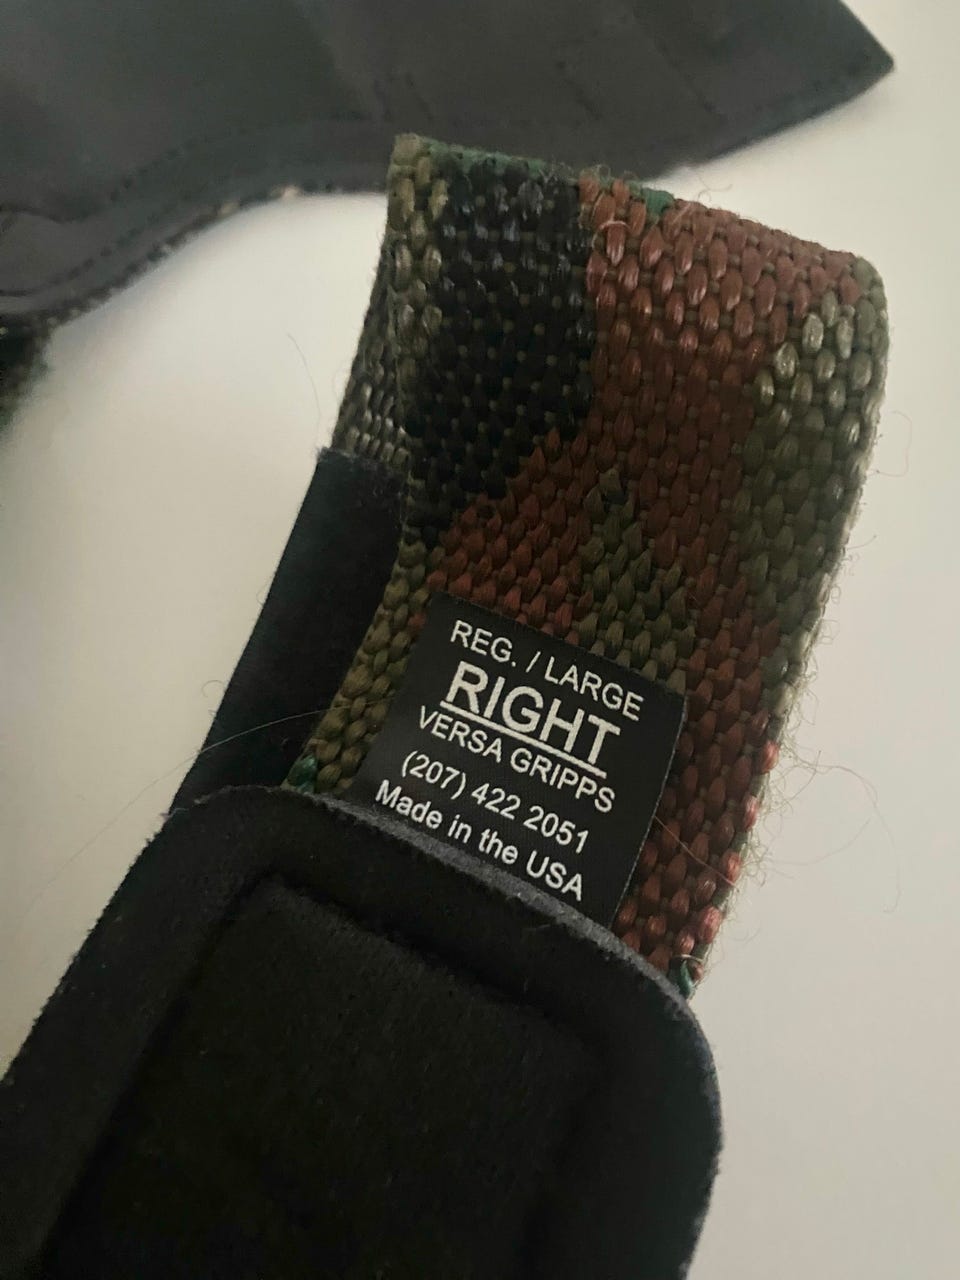 REG. / LARGE
RIGHT
VERSA GRIPPS
(207) 422 2051
Made in the USA